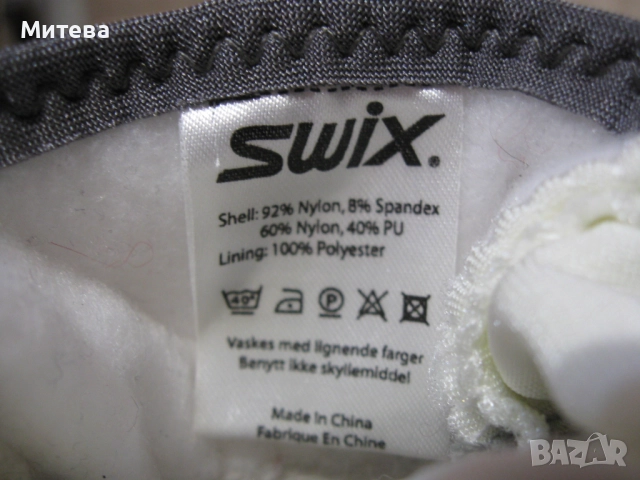 Митева
SWIX®
Shell: 92% Nylon, 8% Spandex
60% Nylon, 40% PU
Lining: 100% Polyester
40° P
Vaskes med lignende farger
Benytt ikke skyllemiddel
Made In China
Fabrique En Chine
BAZAR